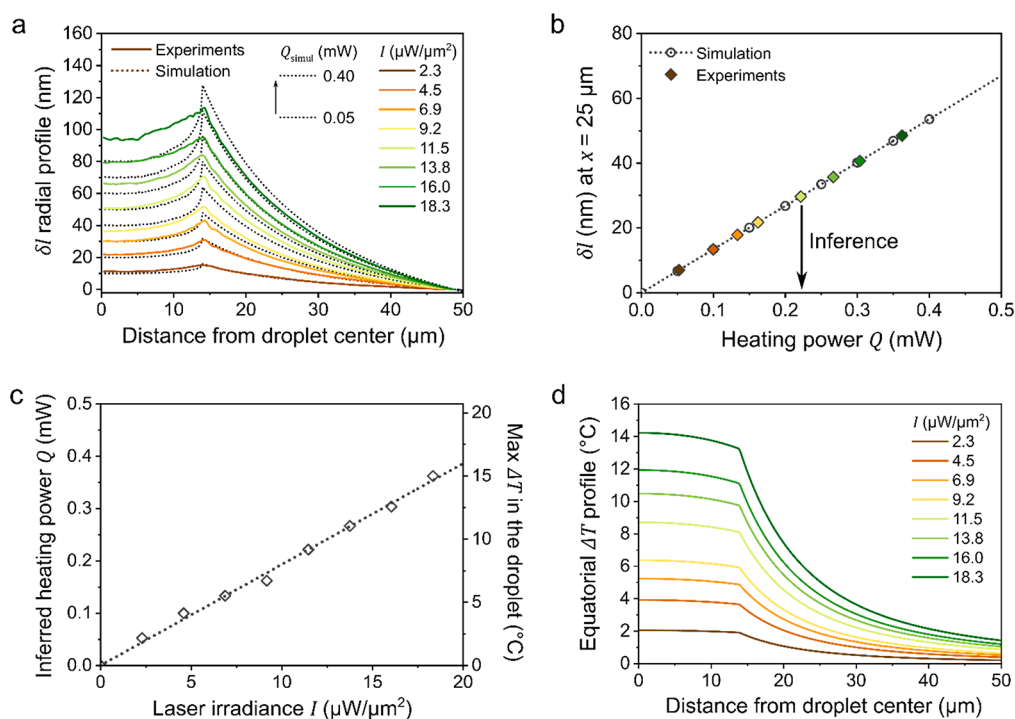 a
δl radial profile (nm)
160
140
120
100
80
60
40
20
0
Experiments
Simulation
Qsimul (mW)
0.40
0.05
I (μW/μm²)
2.3
4.5
6.9
9.2
11.5
13.8
16.0
18.3
0 10 20 30 40 50
Distance from droplet center (μm)
b
δl (nm) at x = 25 μm
80
60
40
20
0
Simulation
Experiments
Inference
0.0 0.1 0.2 0.3 0.4 0.5
Heating power Q (mW)
c
Inferred heating power Q (mW)
0.5
0.4
0.3
0.2
0.1
0.0
20
15
10
5
0
Max ΔT in the droplet (°C)
0 5 10 15 20
Laser irradiance I (μW/μm²)
d
Equatorial ΔT profile (°C)
16
14
12
10
8
6
4
2
0
I (μW/μm²)
2.3
4.5
6.9
9.2
11.5
13.8
16.0
18.3
0 10 20 30 40 50
Distance from droplet center (μm)